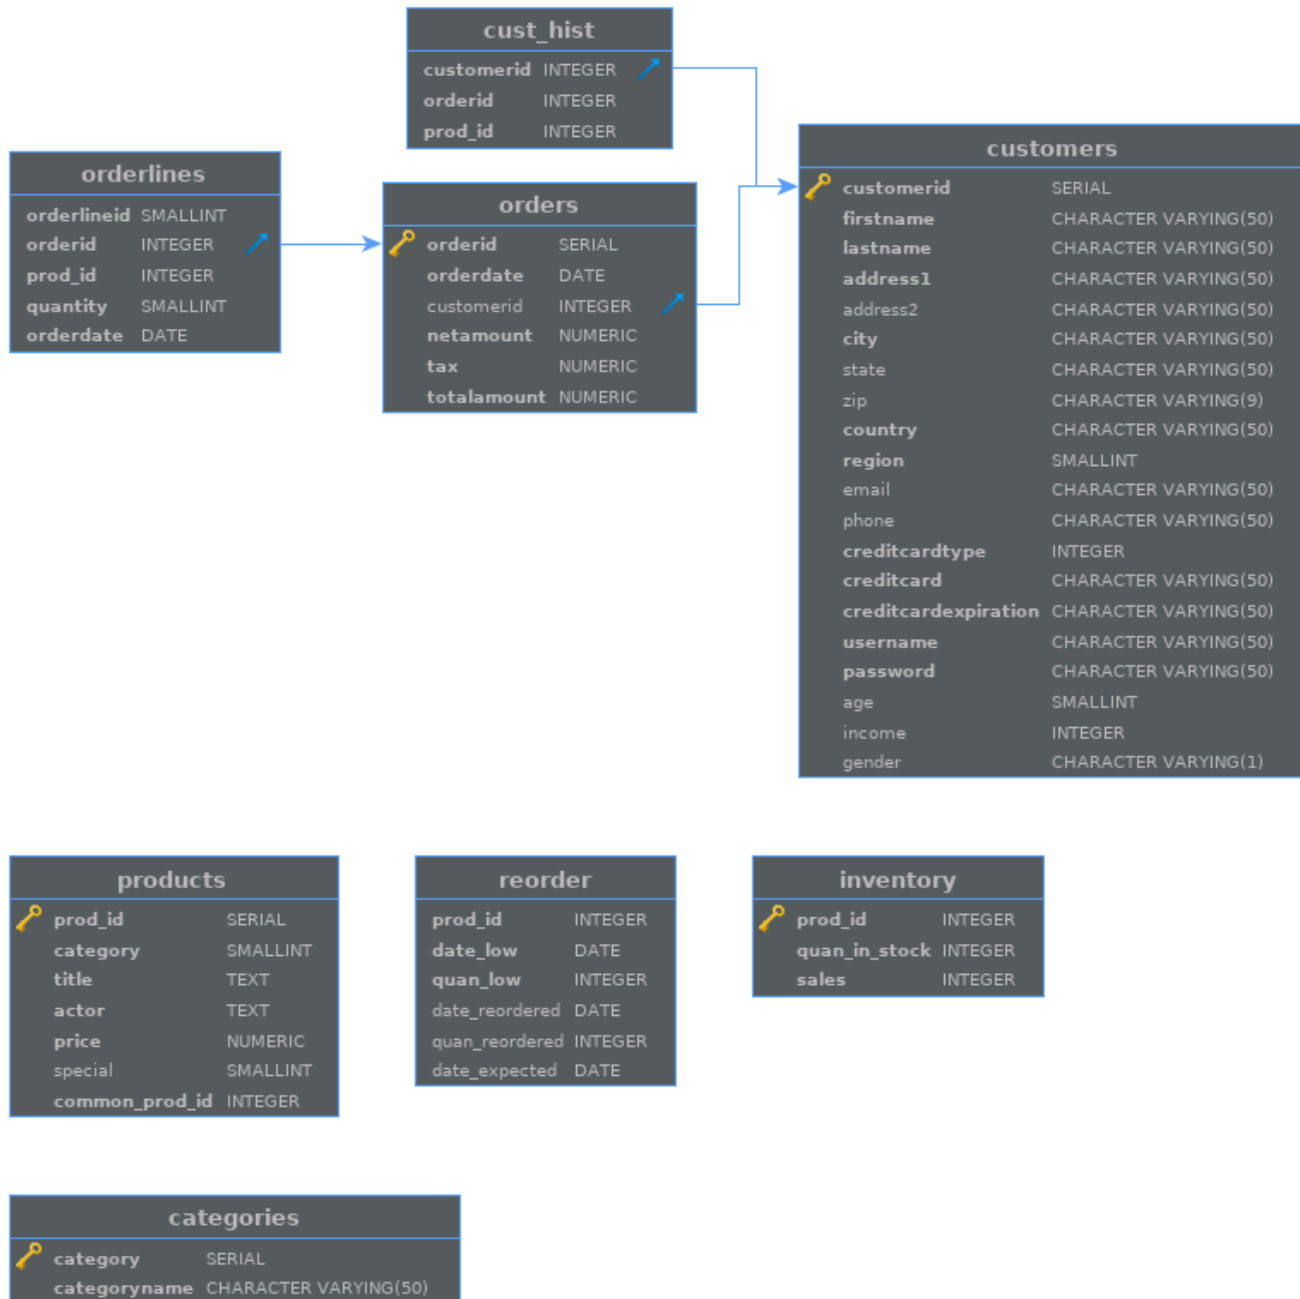 cust_hist
customerid INTEGER
orderid INTEGER
prod_id INTEGER
orderlines
orderlineid SMALLINT
orderid INTEGER
prod_id INTEGER
quantity SMALLINT
orderdate DATE
orders
orderid SERIAL
orderdate DATE
customerid INTEGER
netamount NUMERIC
tax NUMERIC
totalamount NUMERIC
customers
customerid SERIAL
firstname CHARACTER VARYING(50)
lastname CHARACTER VARYING(50)
address1 CHARACTER VARYING(50)
address2 CHARACTER VARYING(50)
city CHARACTER VARYING(50)
state CHARACTER VARYING(50)
zip CHARACTER VARYING(9)
country CHARACTER VARYING(50)
region SMALLINT
email CHARACTER VARYING(50)
phone CHARACTER VARYING(50)
creditcardtype INTEGER
creditcard CHARACTER VARYING(50)
creditcardexpiration CHARACTER VARYING(50)
username CHARACTER VARYING(50)
password CHARACTER VARYING(50)
age SMALLINT
income INTEGER
gender CHARACTER VARYING(1)
products
prod_id SERIAL
category SMALLINT
title TEXT
actor TEXT
price NUMERIC
special SMALLINT
common_prod_id INTEGER
reorder
prod_id INTEGER
date_low DATE
quan_low INTEGER
date_reordered DATE
quan_reordered INTEGER
date_expected DATE
inventory
prod_id INTEGER
quan_in_stock INTEGER
sales INTEGER
categories
category SERIAL
categoryname CHARACTER VARYING(50)